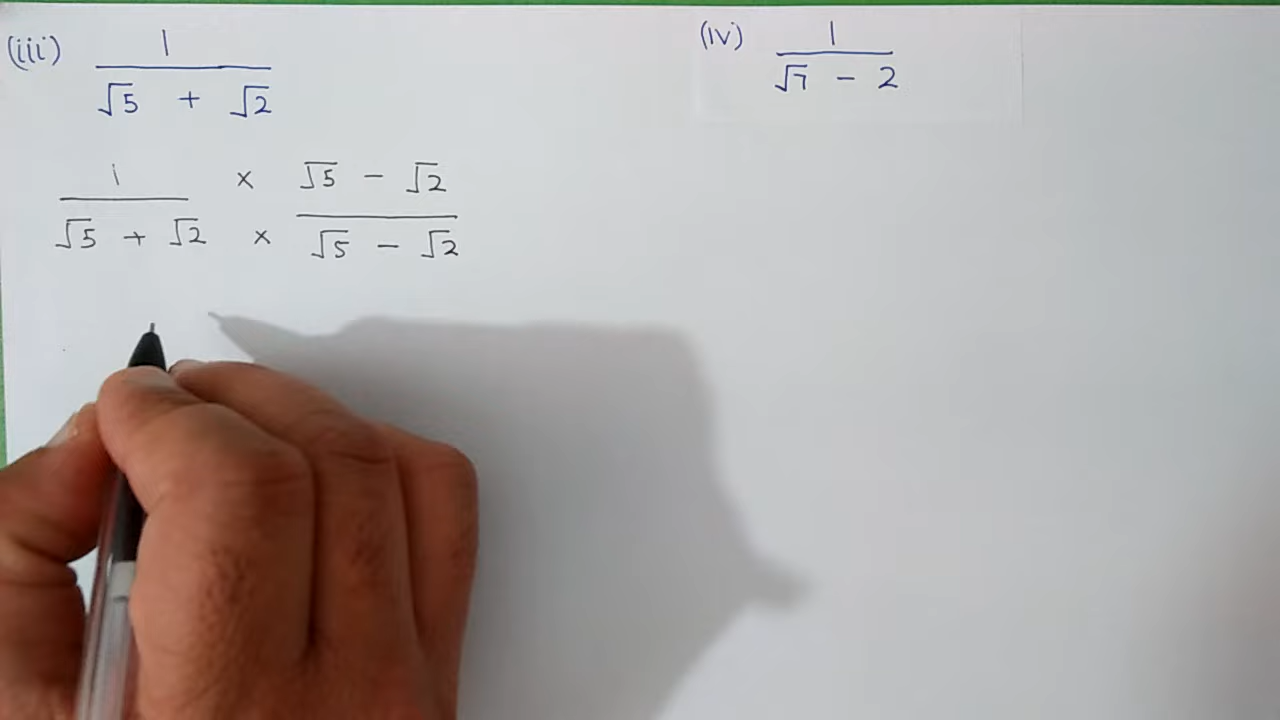 (iii) 1
√5 + √2
1 × √5 − √2
√5 + √2 × √5 − √2
(iv) 1
√7 − 2